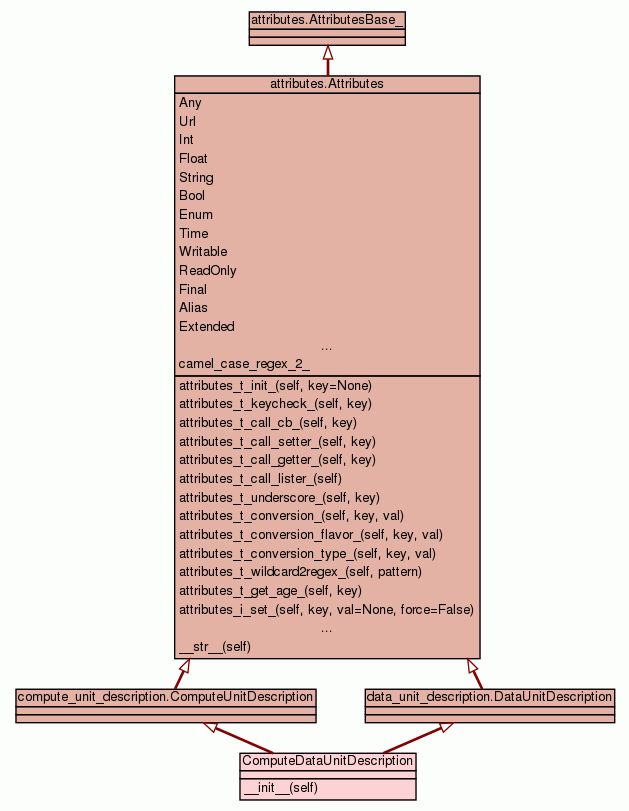 attributes.AttributesBase_
attributes.Attributes
Any
Url
Int
Float
String
Bool
Enum
Time
Writable
ReadOnly
Final
Alias
Extended
...
camel_case_regex_2_
attributes_t_init_(self, key=None)
attributes_t_keycheck_(self, key)
attributes_t_call_cb_(self, key)
attributes_t_call_setter_(self, key)
attributes_t_call_getter_(self, key)
attributes_t_call_lister_(self)
attributes_t_underscore_(self, key)
attributes_t_conversion_(self, key, val)
attributes_t_conversion_flavor_(self, key, val)
attributes_t_conversion_type_(self, key, val)
attributes_t_wildcard2regex_(self, pattern)
attributes_t_get_age_(self, key)
attributes_i_set_(self, key, val=None, force=False)
...
__str__(self)
compute_unit_description.ComputeUnitDescription
data_unit_description.DataUnitDescription
ComputeDataUnitDescription
__init__(self)